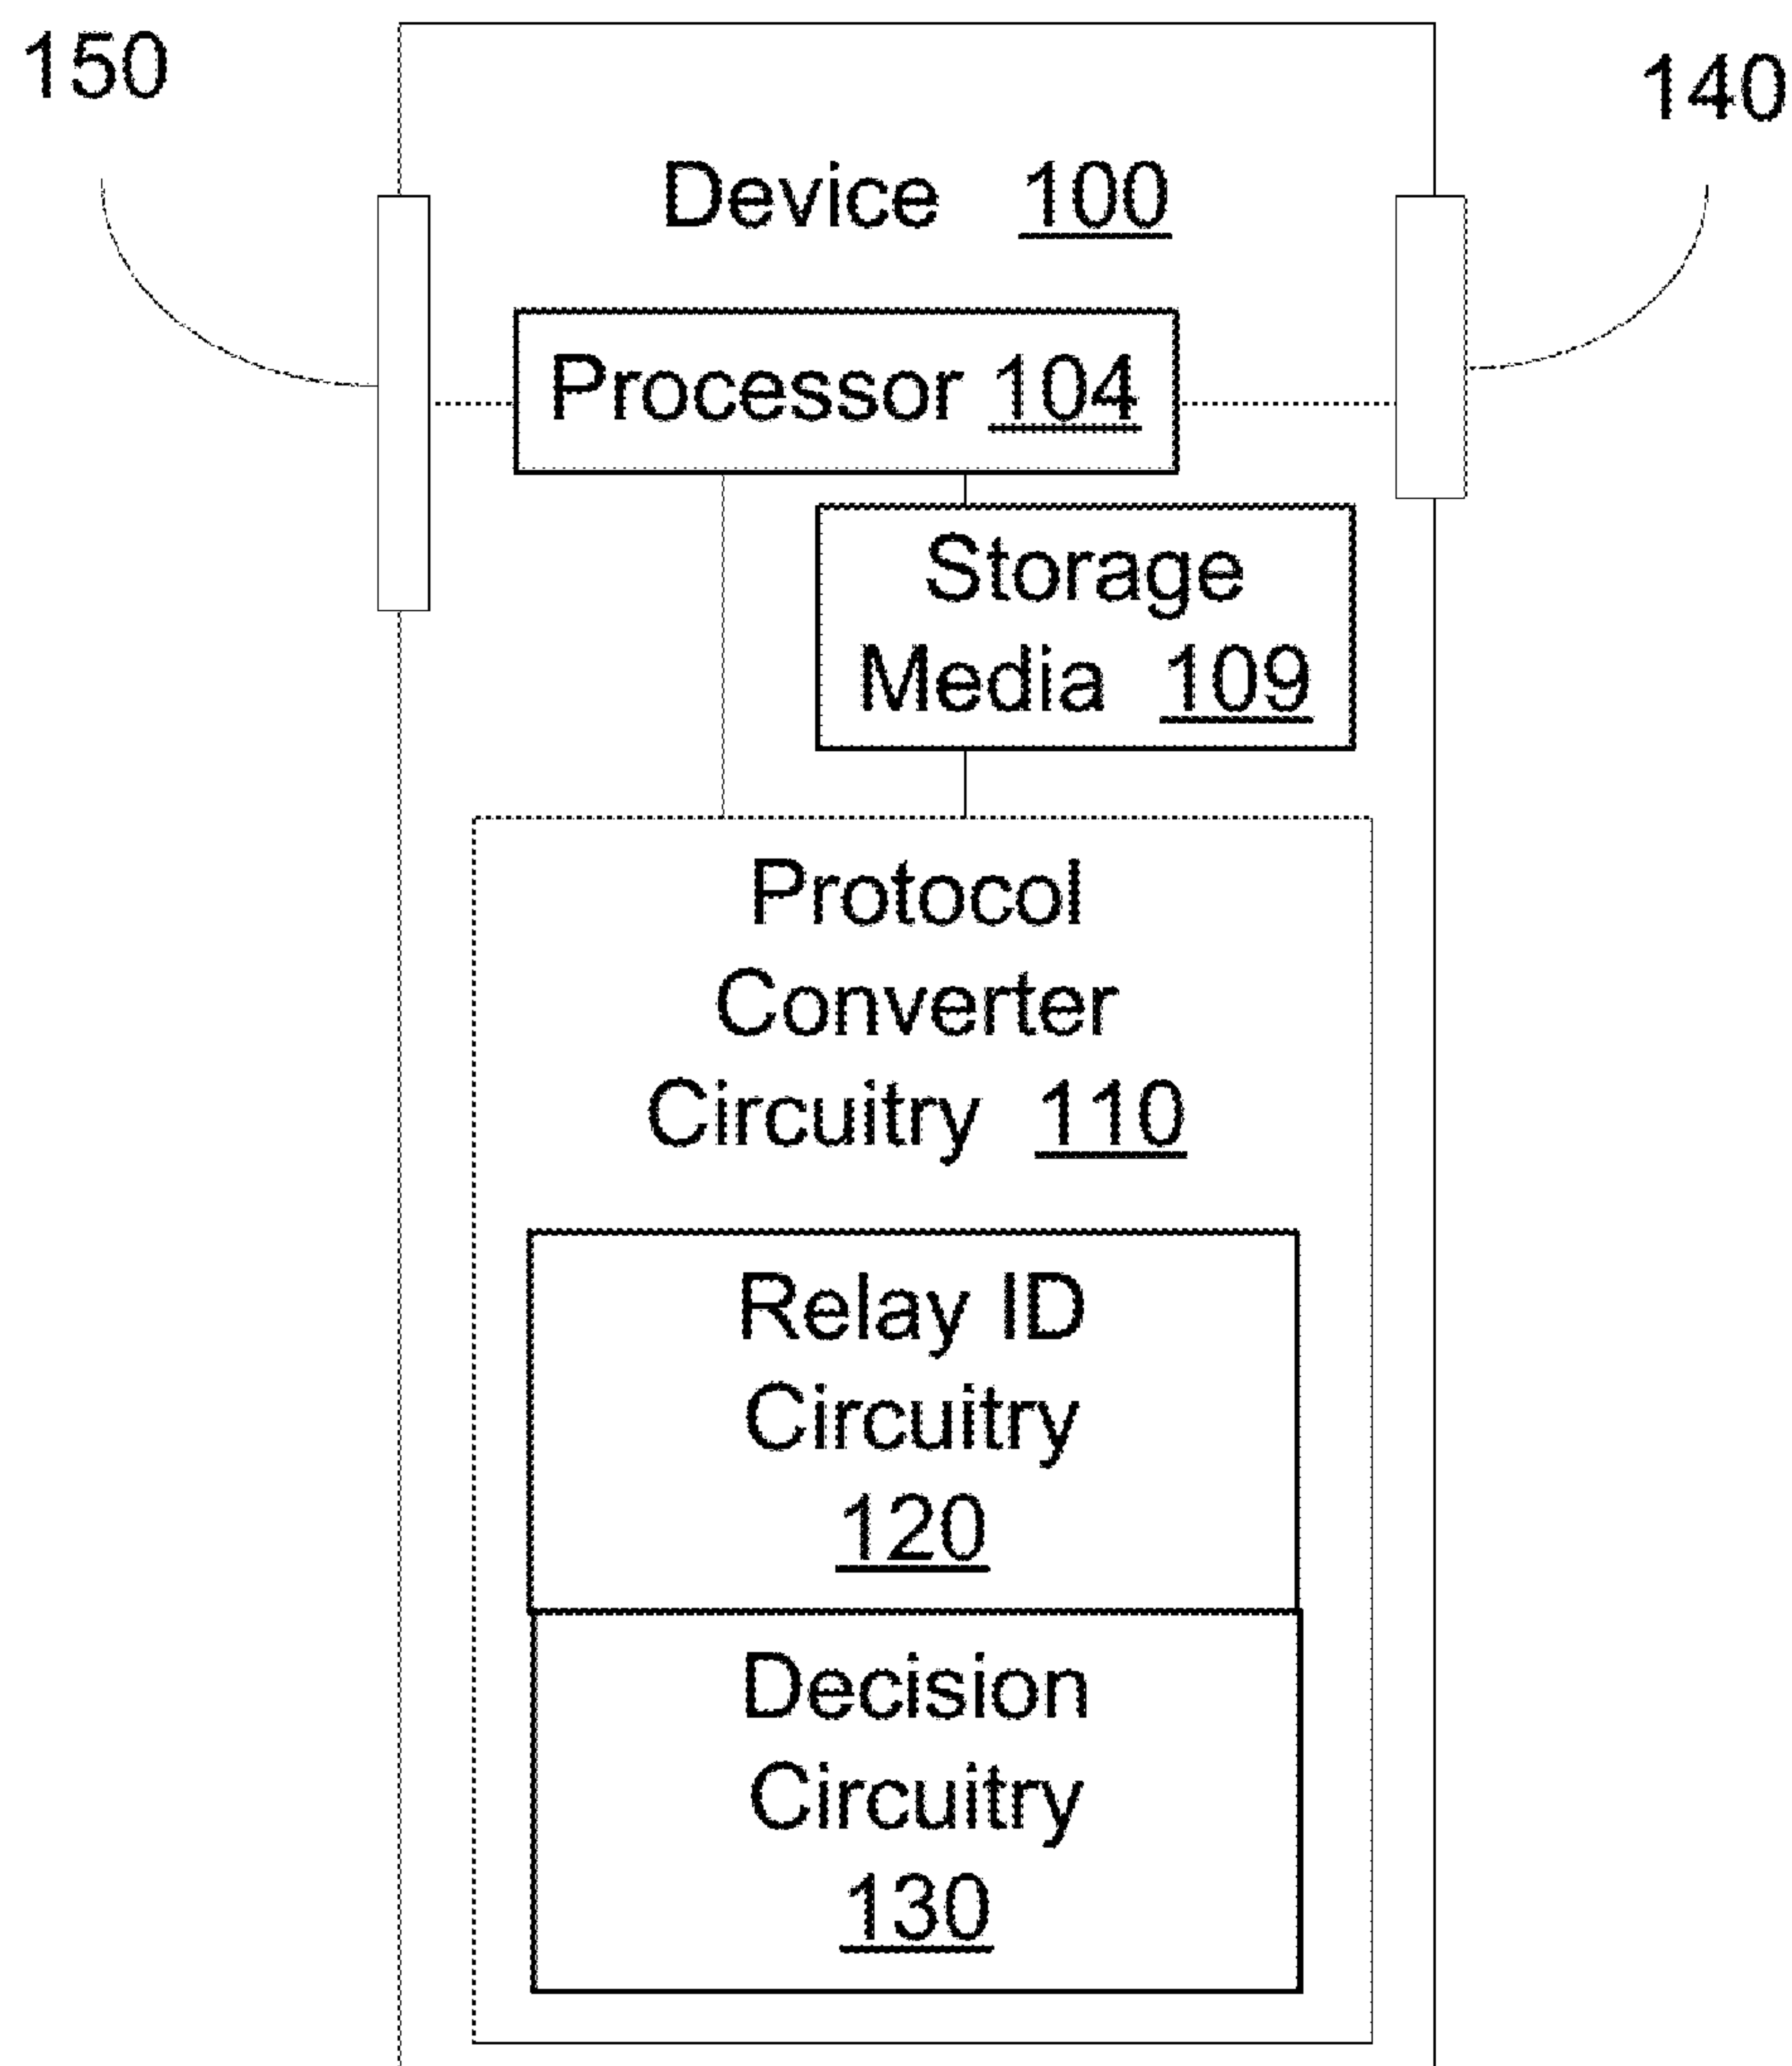 150
140
Device 100
Processor 104
Storage
Media 109
Protocol
Converter
Circuitry 110
Relay ID
Circuitry
120
Decision
Circuitry
130